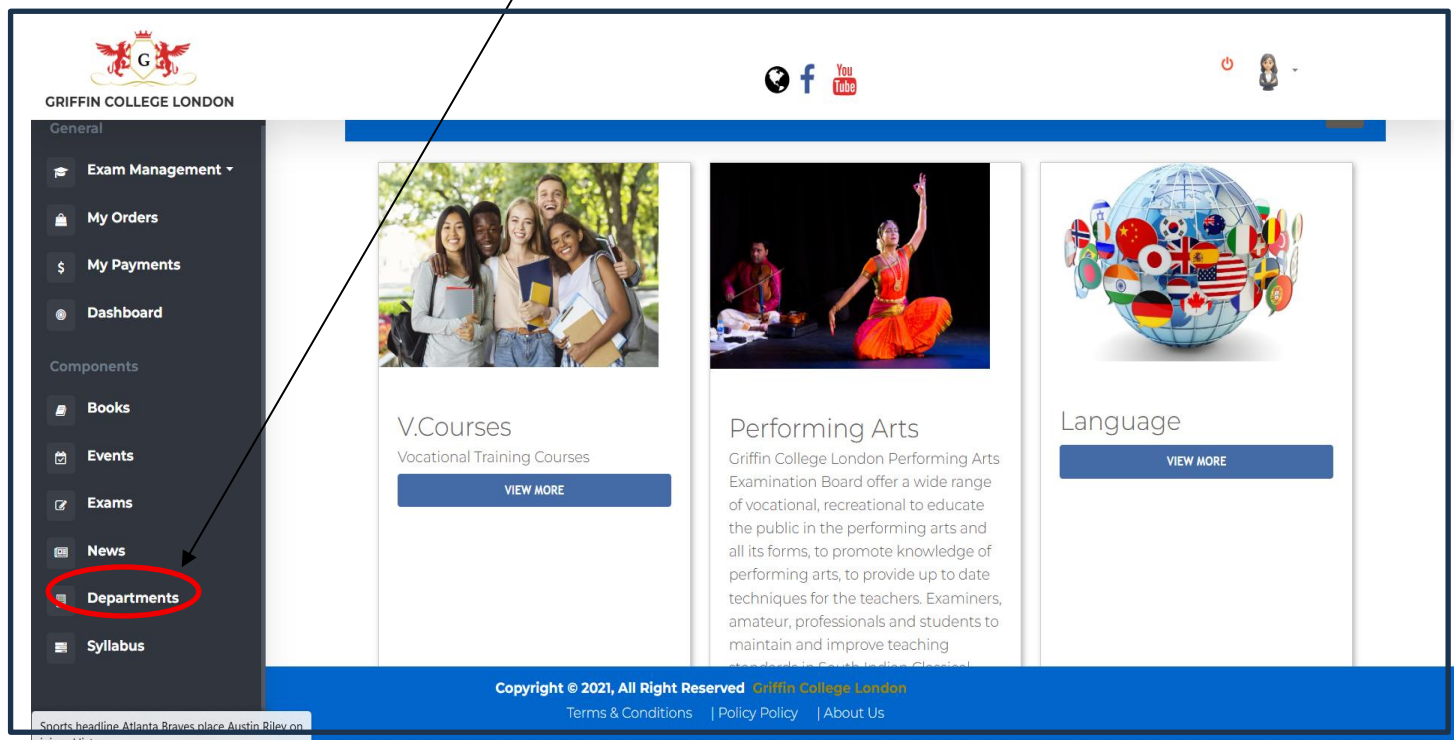 G
GRIFFIN COLLEGE LONDON
You
Tube
General
Exam Management
My Orders
$ My Payments
Dashboard
Components
Books
Events
Exams
News
Departments
Syllabus
V.Courses
Vocational Training Courses
VIEW MORE
Performing Arts
Griffin College London Performing Arts
Examination Board offer a wide range
of vocational, recreational to educate
the public in the performing arts and
all its forms, to promote knowledge of
performing arts, to provide up to date
techniques for the teachers. Examiners,
amateur, professionals and students to
maintain and improve teaching
standards in South Indian Classical
Language
VIEW MORE
Copyright © 2021, All Right Reserved Griffin College London
Terms & Conditions | Policy Policy | About Us
Sports headline Atlanta Braves place Austin Riley on